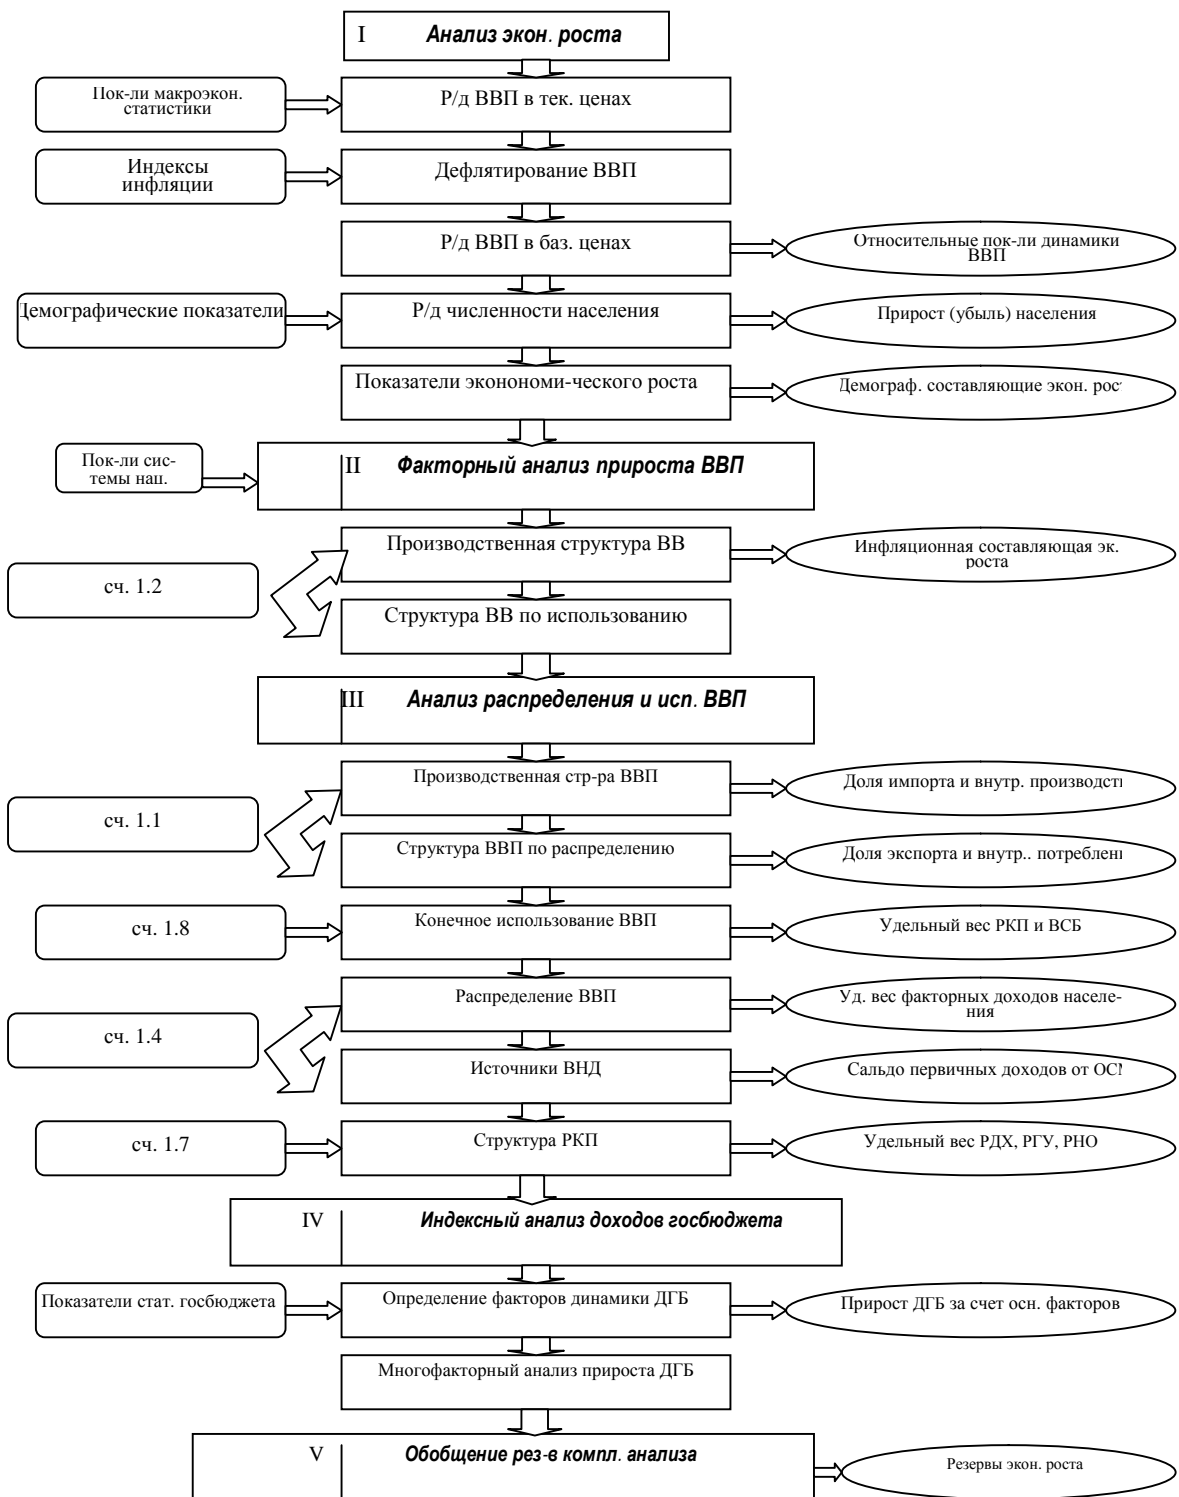 I Анализ экон. роста
Пок-ли макроэкон.
статистики
Р/д ВВП в тек. ценах
Индексы
инфляции
Дефлятирование ВВП
Р/д ВВП в баз. ценах
Относительные пок-ли динамики
ВВП
Демографические показатели
Р/д численности населения
Прирост (убыль) населения
Показатели эконономи-ческого роста
Демограф. составляющие экон. рос
Пок-ли сис-
темы нац.
II Факторный анализ прироста ВВП
Производственная структура ВВ
Инфляционная составляющая эк.
роста
сч. 1.2
Структура ВВ по использованию
III Анализ распределения и исп. ВВП
Производственная стр-ра ВВП
Доля импорта и внутр. производст
сч. 1.1
Структура ВВП по распределению
Доля экспорта и внутр.. потреблен
сч. 1.8
Конечное использование ВВП
Удельный вес РКП и ВСБ
Распределение ВВП
Уд. вес факторных доходов населе-
ния
сч. 1.4
Источники ВНД
Сальдо первичных доходов от ОСМ
сч. 1.7
Структура РКП
Удельный вес РДХ, РГУ, РНО
IV Индексный анализ доходов госбюджета
Показатели стат. госбюджета
Определение факторов динамики ДГБ
Прирост ДГБ за счет осн. факторов
Многофакторный анализ прироста ДГБ
V Обобщение рез-в компл. анализа
Резервы экон. роста